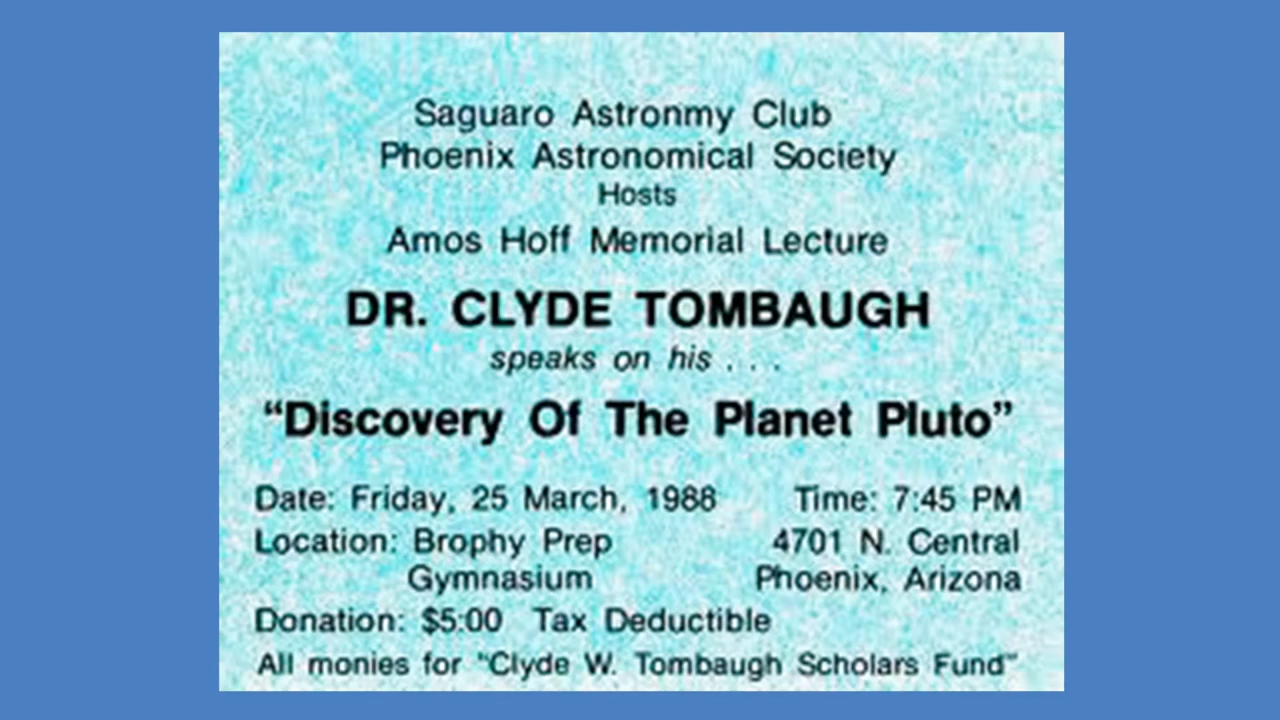 Saguaro Astronmy Club
Phoenix Astronomical Society
Hosts
Amos Hoff Memorial Lecture
DR. CLYDE TOMBAUGH
speaks on his . . .
“Discovery Of The Planet Pluto”
Date: Friday, 25 March, 1988 Time: 7:45 PM
Location: Brophy Prep 4701 N. Central
Gymnasium Phoenix, Arizona
Donation: $5:00 Tax Deductible
All monies for "Clyde W. Tombaugh Scholars Fund"